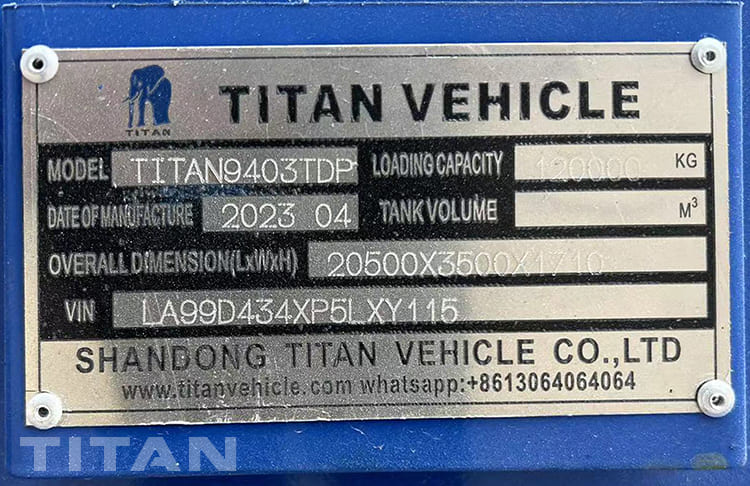 TITAN
TITAN VEHICLE
MODEL TITAN9403TDP LOADING CAPACITY 120000 KG
DATE OF MANUFACTURE 2023 04 TANK VOLUME M³
OVERALL DIMENSION(LxWxH) 20500X3500X1710
VIN LA99D434XP5LXY115
SHANDONG TITAN VEHICLE CO.,LTD
www.titanvehicle.com whatsapp:+8613064064064
TITAN